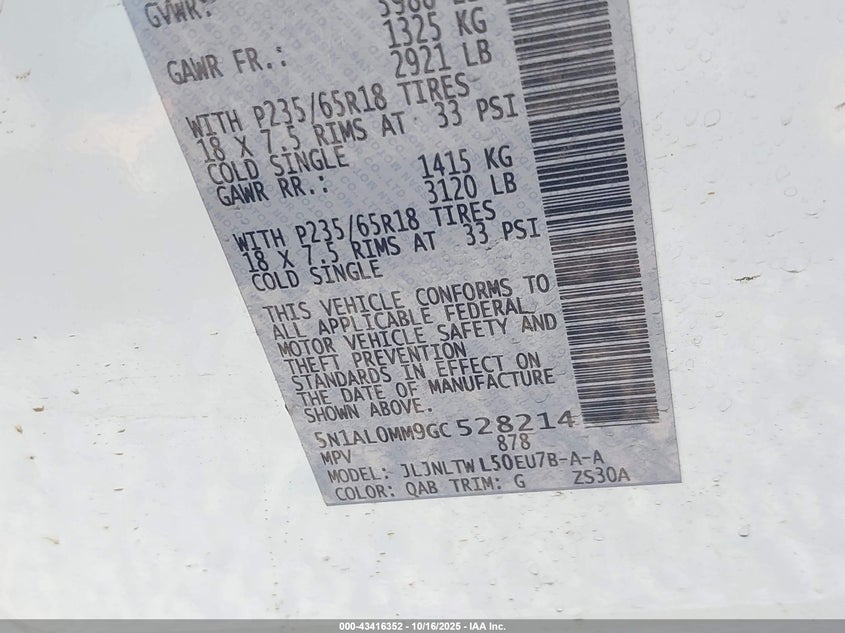 GVWR:
1325 KG
GAWR FR.: 2921 LB
WITH P235/65R18 TIRES
18 X 7.5 RIMS AT 33 PSI
COLD SINGLE 1415 KG
GAWR RR.: 3120 LB
WITH P235/65R18 TIRES
18 X 7.5 RIMS AT 33 PSI
COLD SINGLE
THIS VEHICLE CONFORMS TO
ALL APPLICABLE FEDERAL
MOTOR VEHICLE SAFETY AND
THEFT PREVENTION
STANDARDS IN EFFECT ON
THE DATE OF MANUFACTURE
SHOWN ABOVE.
5N1AL0MM9GC528214
MPV 878
MODEL: JLJNLTWL50EU7B-A-A
COLOR: QAB TRIM: G ZS30A
000-43416352 - 10/16/2025 - IAA Inc.